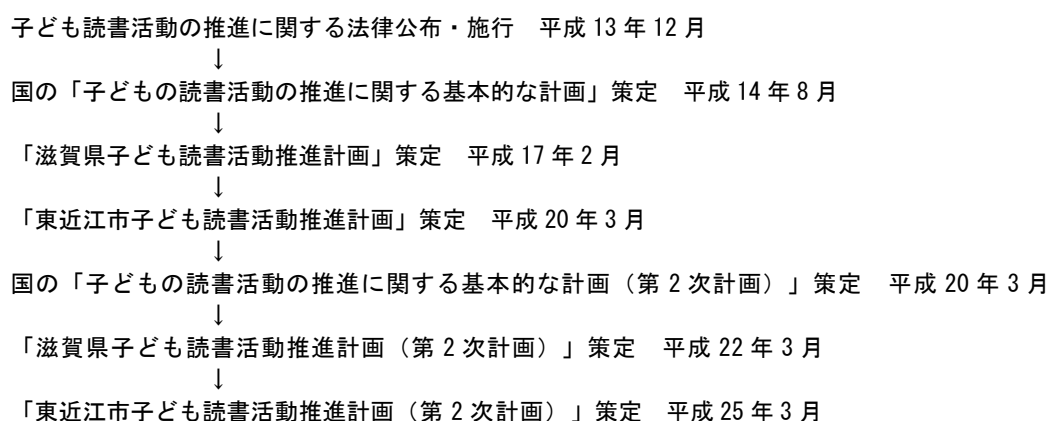 子ども読書活動の推進に関する法律公布・施行　平成 13 年 12 月
↓
国の「子どもの読書活動の推進に関する基本的な計画」策定　平成 14 年 8 月
↓
「滋賀県子ども読書活動推進計画」策定　平成 17 年 2 月
↓
「東近江市子ども読書活動推進計画」策定　平成 20 年 3 月
↓
国の「子どもの読書活動の推進に関する基本的な計画（第 2 次計画）」策定　平成 20 年 3 月
↓
「滋賀県子ども読書活動推進計画（第 2 次計画）」策定　平成 22 年 3 月
↓
「東近江市子ども読書活動推進計画（第 2 次計画）」策定　平成 25 年 3 月